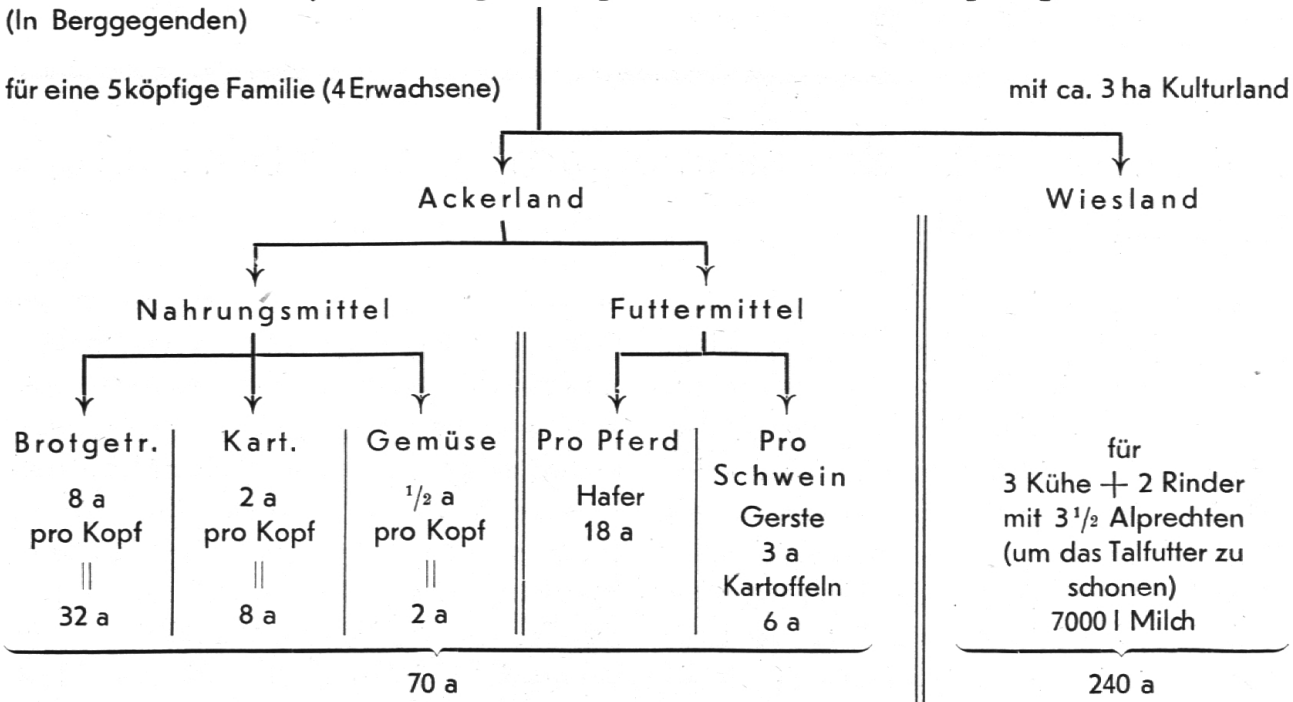 (In Berggegenden)
für eine 5köpfige Familie (4 Erwachsene)
mit ca. 3 ha Kulturland
Ackerland
Wiesland
Nahrungsmittel
Futtermittel
Brotgetr.
8 a
pro Kopf
||
32 a
Kart.
2 a
pro Kopf
||
8 a
Gemüse
1/2 a
pro Kopf
||
2 a
Pro Pferd
Hafer
18 a
Pro
Schwein
Gerste
3 a
Kartoffeln
6 a
für
3 Kühe + 2 Rinder
mit 3 1/2 Alprechten
(um das Talfutter zu
schonen)
7000 l Milch
70 a
240 a